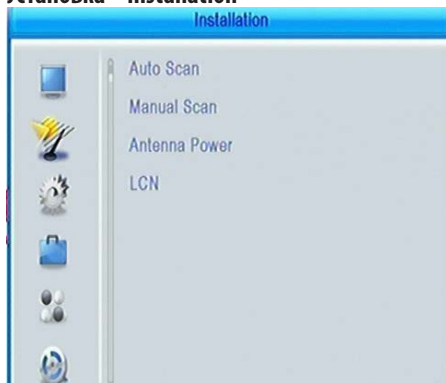 Установка - Installation
Installation
Auto Scan
Manual Scan
Antenna Power
LCN